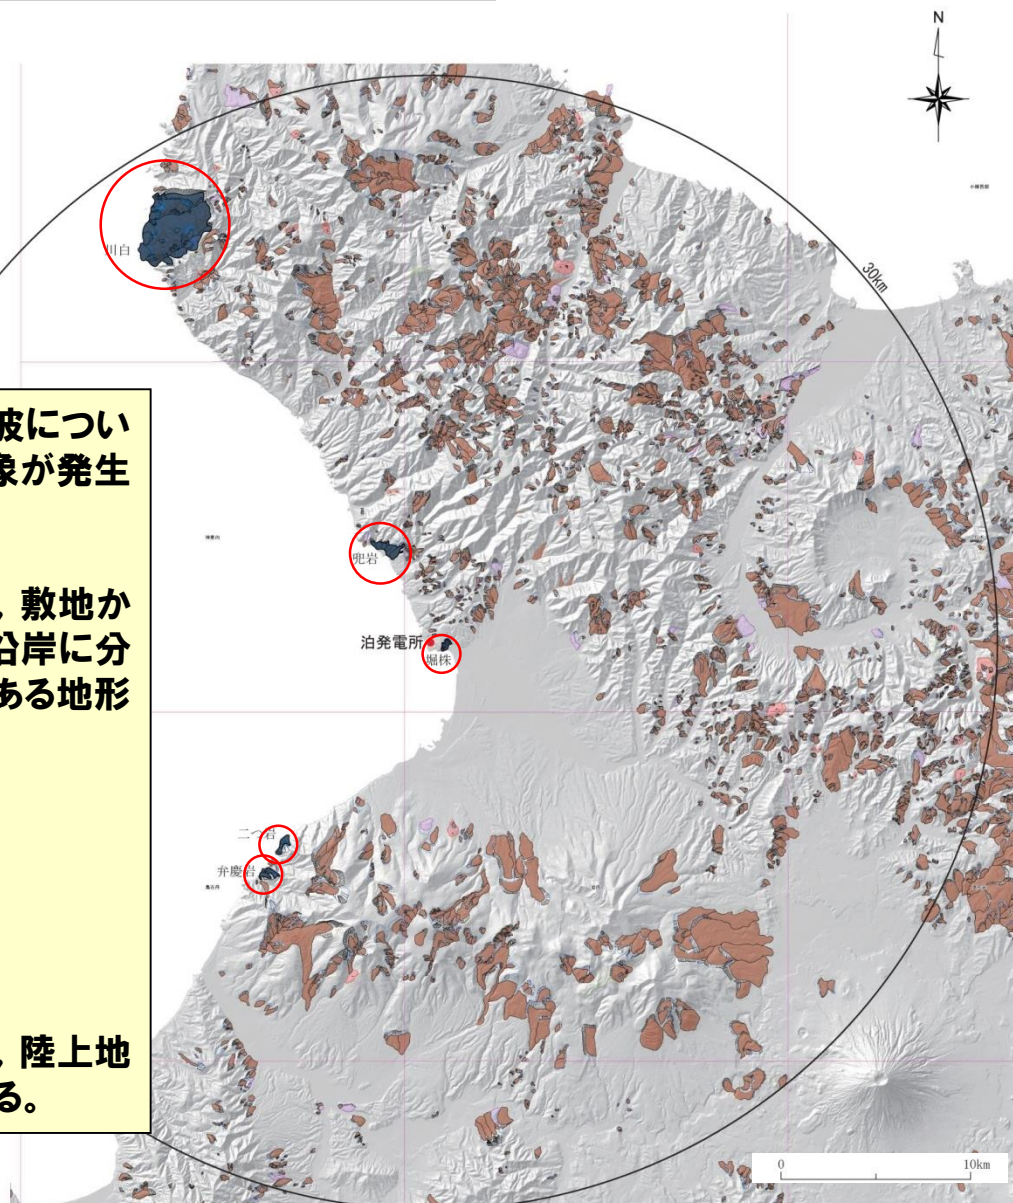 N
川白
30km
波につい
象が発生
兜岩
敷地か
沿岸に分
ある地形
泊発電所
堀株
二つ岩
弁慶岩
陸上地
る。
0 10km